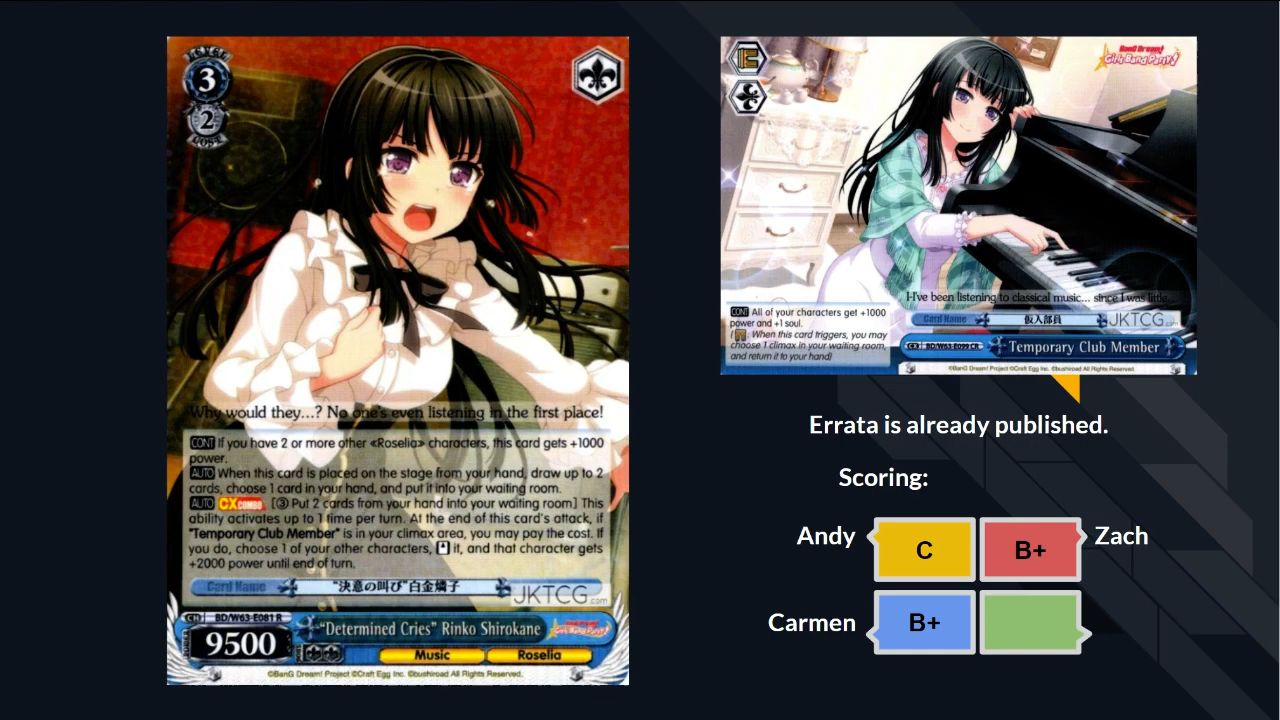 LEVEL
3
2
COST
Why would they...? No one's even listening in the first place!
CONT If you have 2 or more other «Roselia» characters, this card gets +1000
power.
AUTO When this card is placed on the stage from your hand, draw up to 2
cards, choose 1 card in your hand, and put it into your waiting room.
AUTO CXCOMBO [③ Put 2 cards from your hand into your waiting room] This
ability activates up to 1 time per turn. At the end of this card's attack, if
"Temporary Club Member" is in your climax area, you may pay the cost. If
you do, choose 1 of your other characters, it, and that character gets
+2000 power until end of turn.
Card Name "決意の叫び"白金燐子
JKTCG.com
CH BD/W63-E081 R
POWER 9500 SOUL
"Determined Cries" Rinko Shirokane
Music Roselia
©BanG Dream! Project ©Craft Egg Inc. ©bushiroad All Rights Reserved.
BanG Dream!
Girls Band Party!
I-I've been listening to classical music... since I was little...
CONT All of your characters get +1000
power and +1 soul.
( : When this card triggers, you may
choose 1 climax in your waiting room,
and return it to your hand)
Card Name 仮入部員
JKTCG.com
CX BD/W63-E099 CR
Temporary Club Member
©BanG Dream! Project ©Craft Egg Inc. ©bushiroad All Rights Reserved.
Errata is already published.
Scoring:
Andy C B+ Zach
Carmen B+